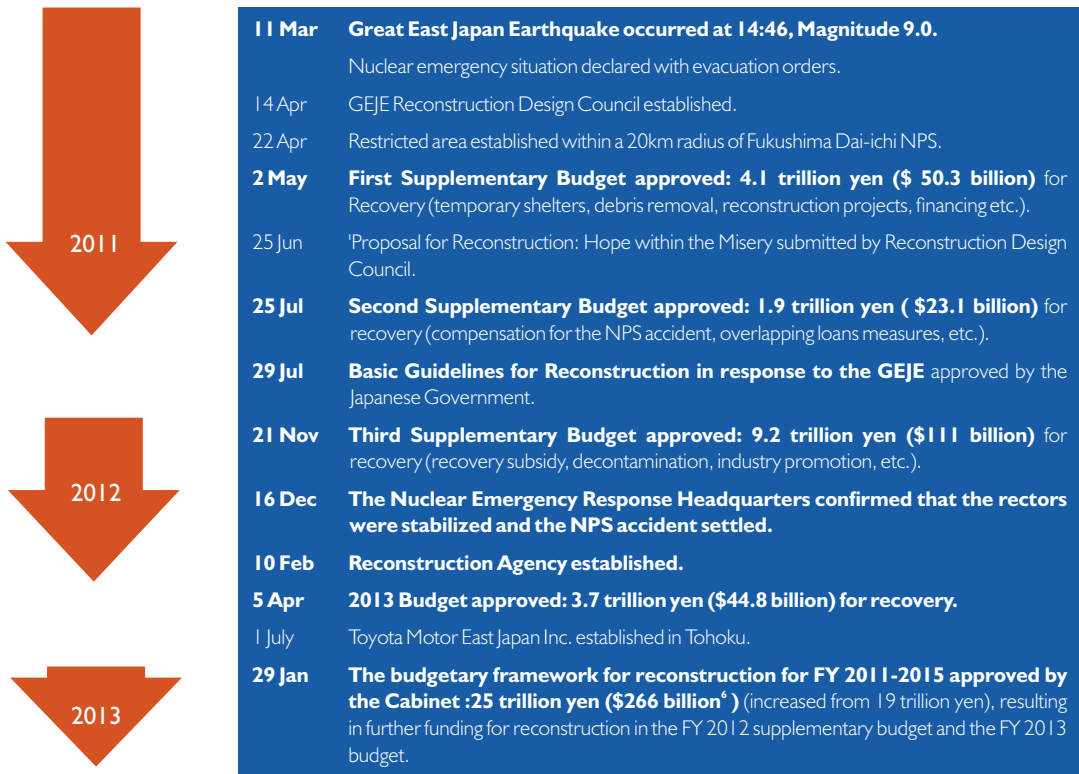 2011
2012
2013
11 Mar Great East Japan Earthquake occurred at 14:46, Magnitude 9.0.
Nuclear emergency situation declared with evacuation orders.
14 Apr GEJE Reconstruction Design Council established.
22 Apr Restricted area established within a 20km radius of Fukushima Dai-ichi NPS.
2 May First Supplementary Budget approved: 4.1 trillion yen ($ 50.3 billion) for
Recovery (temporary shelters, debris removal, reconstruction projects, financing etc.).
25 Jun 'Proposal for Reconstruction: Hope within the Misery submitted by Reconstruction Design
Council.
25 Jul Second Supplementary Budget approved: 1.9 trillion yen ( $23.1 billion) for
recovery (compensation for the NPS accident, overlapping loans measures, etc.).
29 Jul Basic Guidelines for Reconstruction in response to the GEJE approved by the
Japanese Government.
21 Nov Third Supplementary Budget approved: 9.2 trillion yen ($111 billion) for
recovery (recovery subsidy, decontamination, industry promotion, etc.).
16 Dec The Nuclear Emergency Response Headquarters confirmed that the rectors
were stabilized and the NPS accident settled.
10 Feb Reconstruction Agency established.
5 Apr 2013 Budget approved: 3.7 trillion yen ($44.8 billion) for recovery.
1 July Toyota Motor East Japan Inc. established in Tohoku.
29 Jan The budgetary framework for reconstruction for FY 2011-2015 approved by
the Cabinet :25 trillion yen ($266 billion⁶ ) (increased from 19 trillion yen), resulting
in further funding for reconstruction in the FY 2012 supplementary budget and the FY 2013
budget.